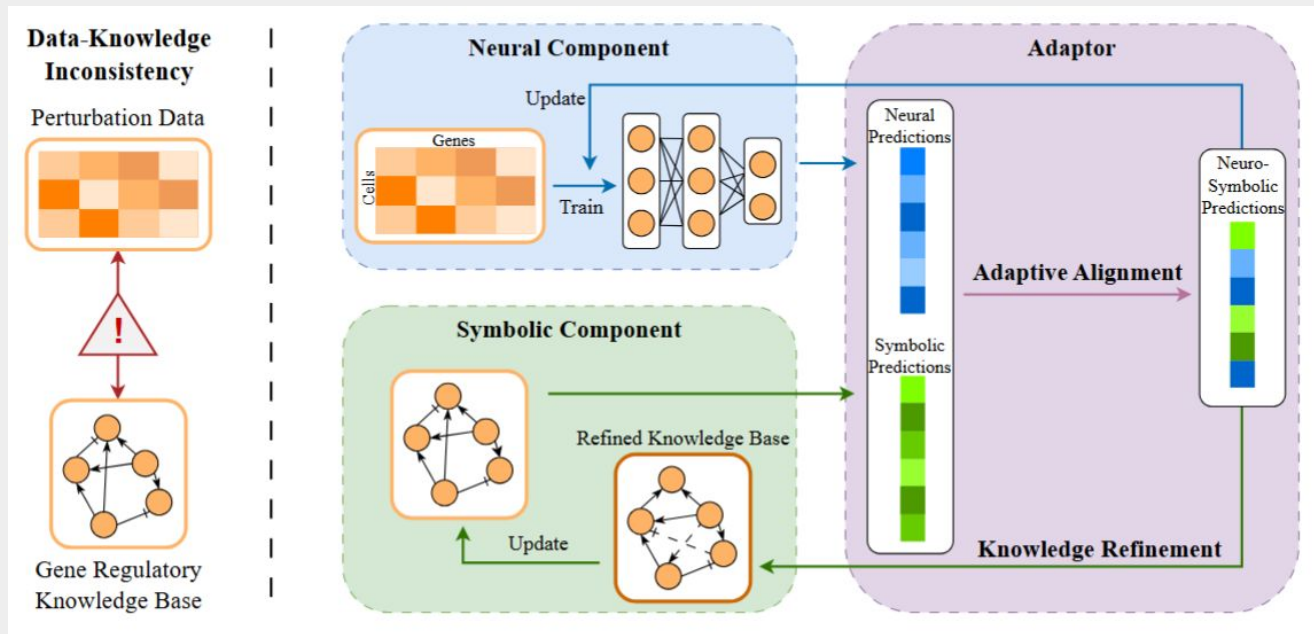 Data-Knowledge
Inconsistency
Perturbation Data
!
Gene Regulatory
Knowledge Base
Neural Component
Update
Genes
Cells
Train
Symbolic Component
Refined Knowledge Base
Update
Adaptor
Neural
Predictions
Symbolic
Predictions
Adaptive Alignment
Neuro-
Symbolic
Predictions
Knowledge Refinement